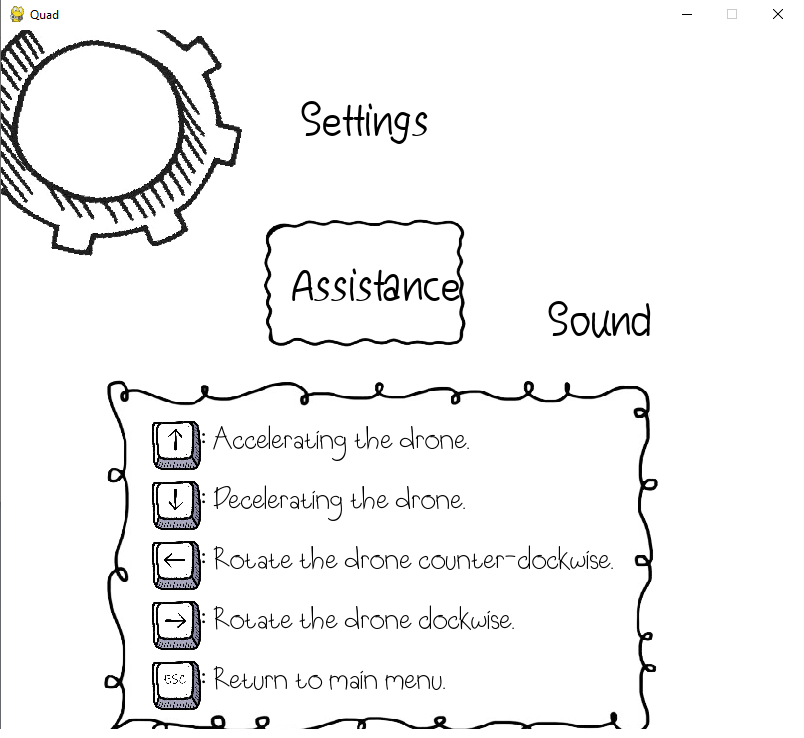 Quad
Settings
Assistance
Sound
↑ : Accelerating the drone.
↓ : Decelerating the drone.
← : Rotate the drone counter-clockwise.
→ : Rotate the drone clockwise.
ESC : Return to main menu.